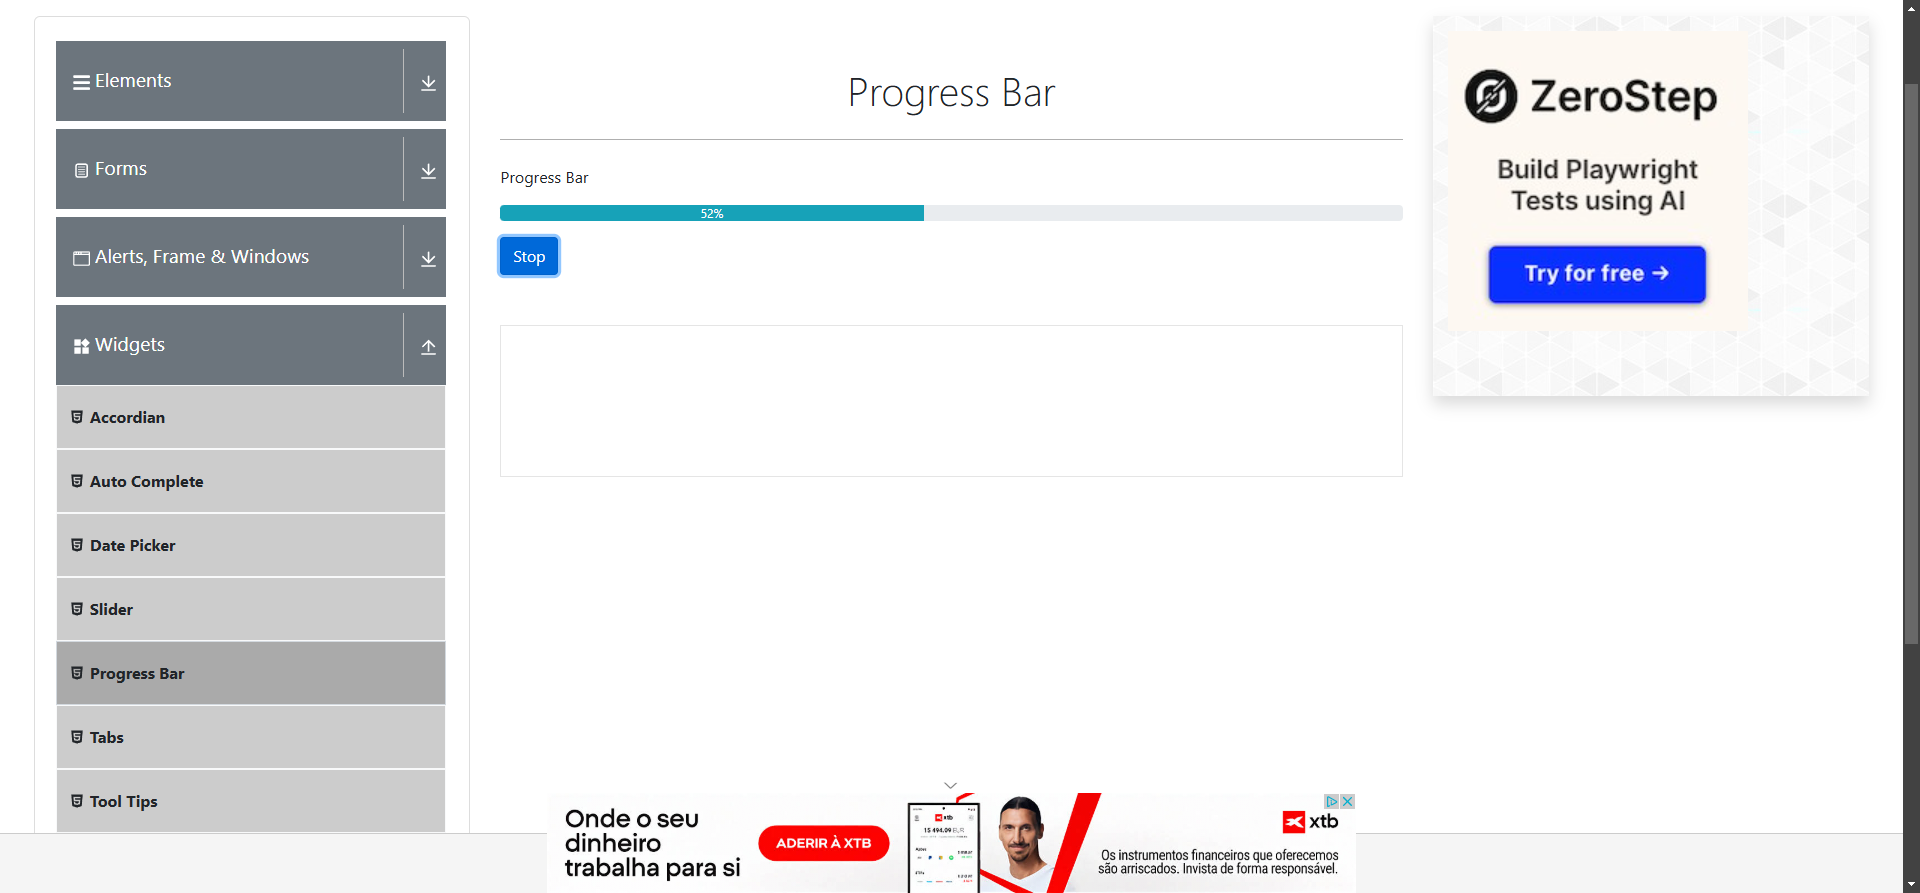 Elements
Forms
Alerts, Frame & Windows
Widgets
Accordian
Auto Complete
Date Picker
Slider
Progress Bar
Tabs
Tool Tips
Progress Bar
Progress Bar
52%
Stop
ZeroStep
Build Playwright
Tests using AI
Try for free →
Onde o seu
dinheiro
trabalha para si
ADERIR À XTB
xtb
15 494.09 EUR
xtb
Os instrumentos financeiros que oferecemos
são arriscados. Invista de forma responsável.